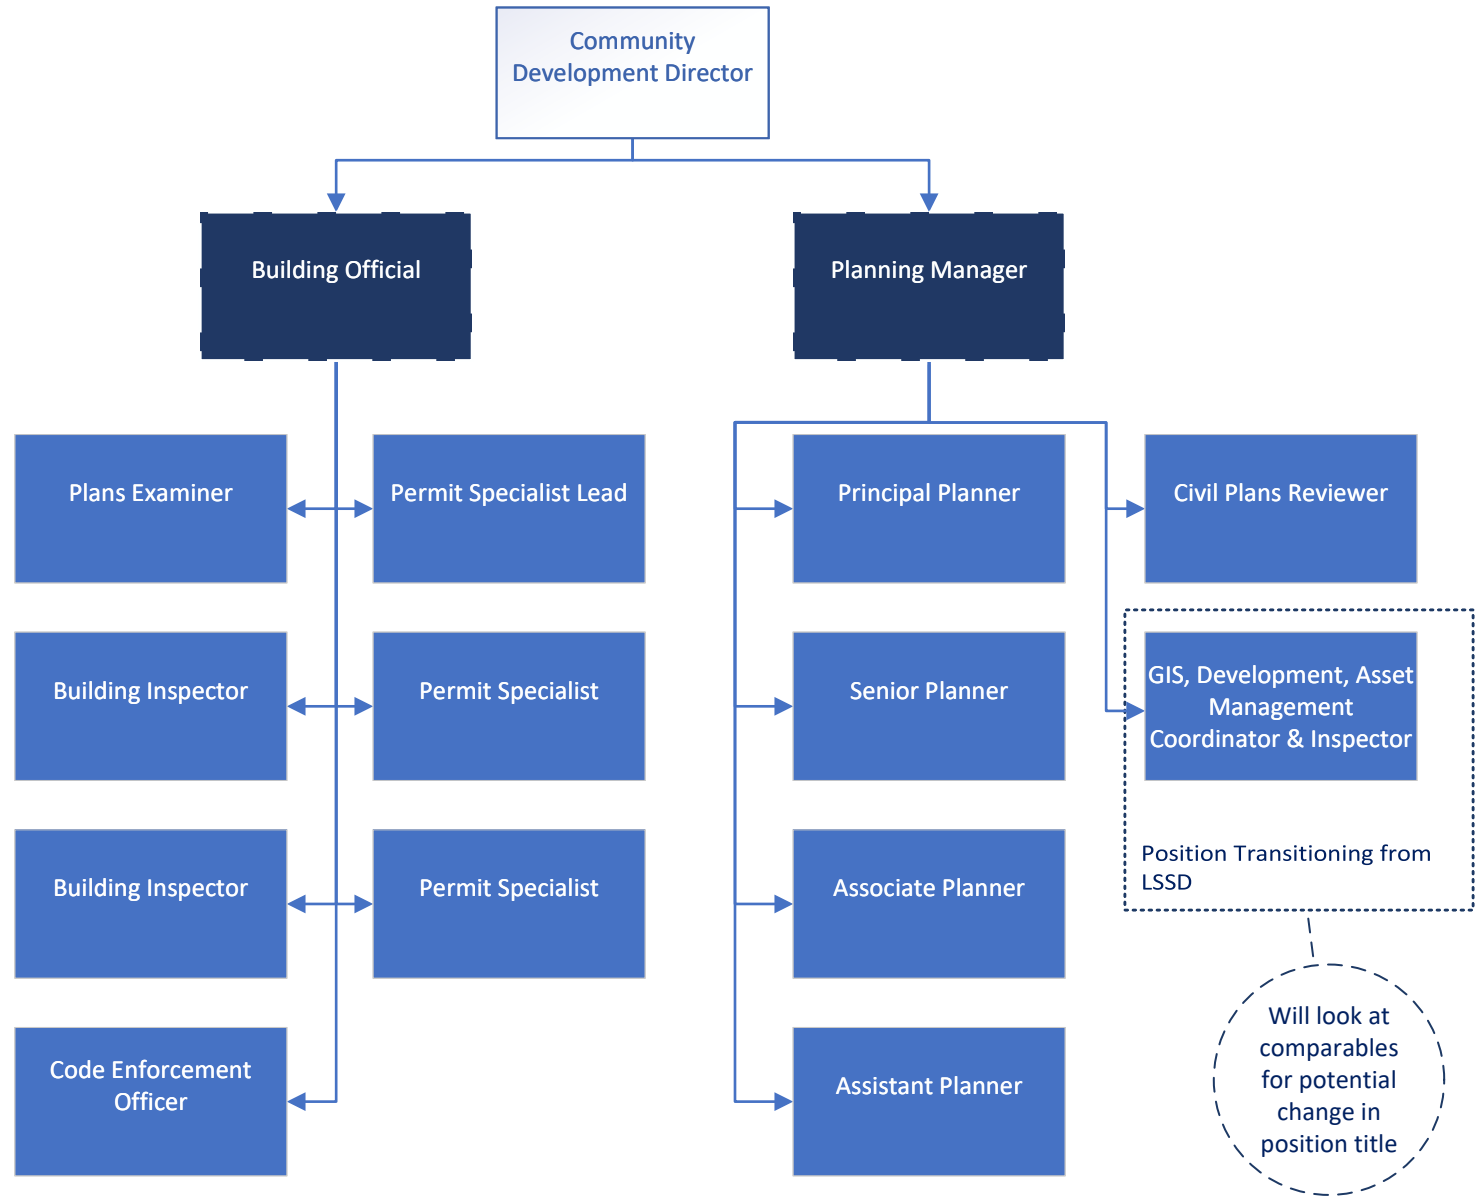 Community
Development Director
Building Official
Planning Manager
Plans Examiner
Permit Specialist Lead
Principal Planner
Civil Plans Reviewer
Building Inspector
Permit Specialist
Senior Planner
GIS, Development, Asset
Management
Coordinator & Inspector
Building Inspector
Permit Specialist
Associate Planner
Position Transitioning from
LSSD
Code Enforcement
Officer
Assistant Planner
Will look at
comparables
for potential
change in
position title